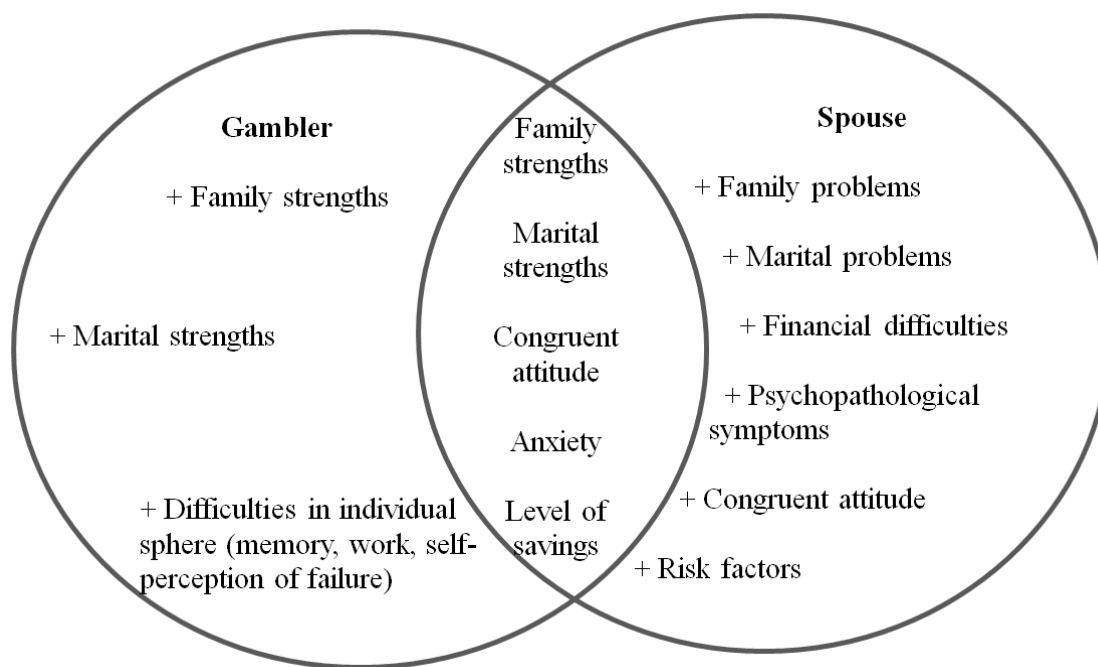 Gambler
+ Family strengths
+ Marital strengths
+ Difficulties in individual
sphere (memory, work, self-
perception of failure)
Family
strengths
Marital
strengths
Congruent
attitude
Anxiety
Level of
savings
Spouse
+ Family problems
+ Marital problems
+ Financial difficulties
+ Psychopathological
symptoms
+ Congruent attitude
+ Risk factors